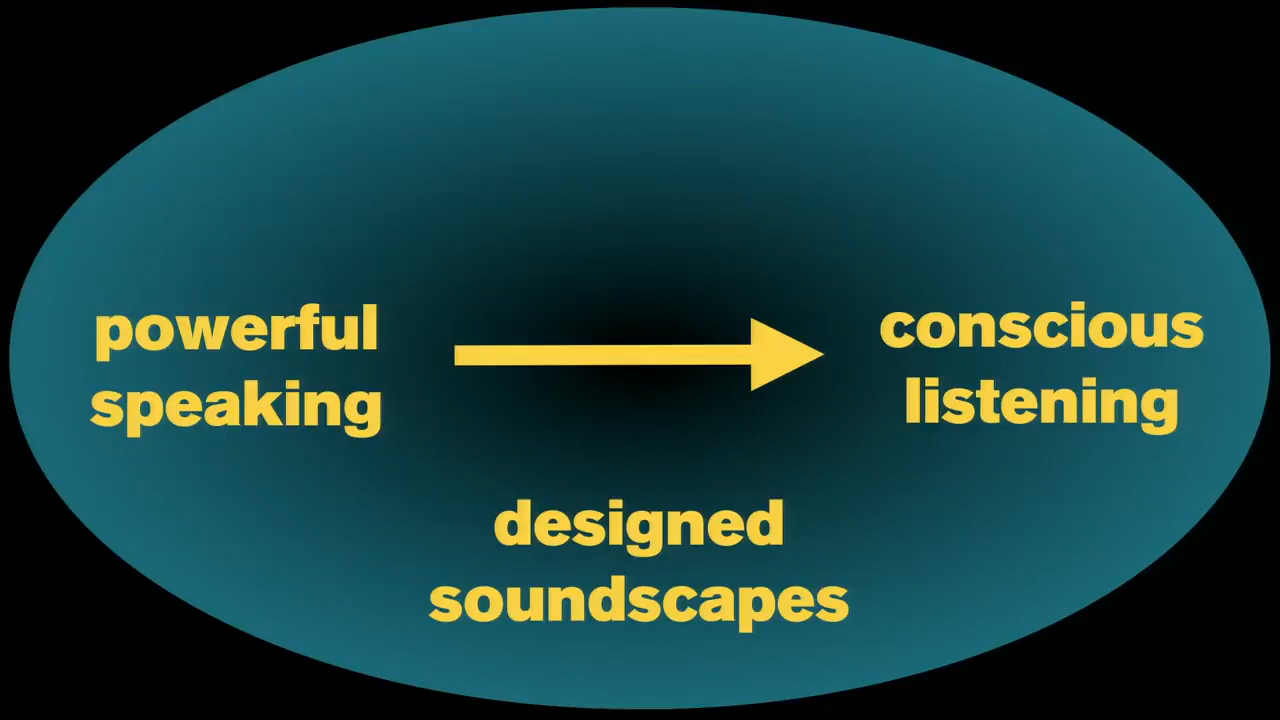 powerful
speaking
conscious
listening
designed
soundscapes